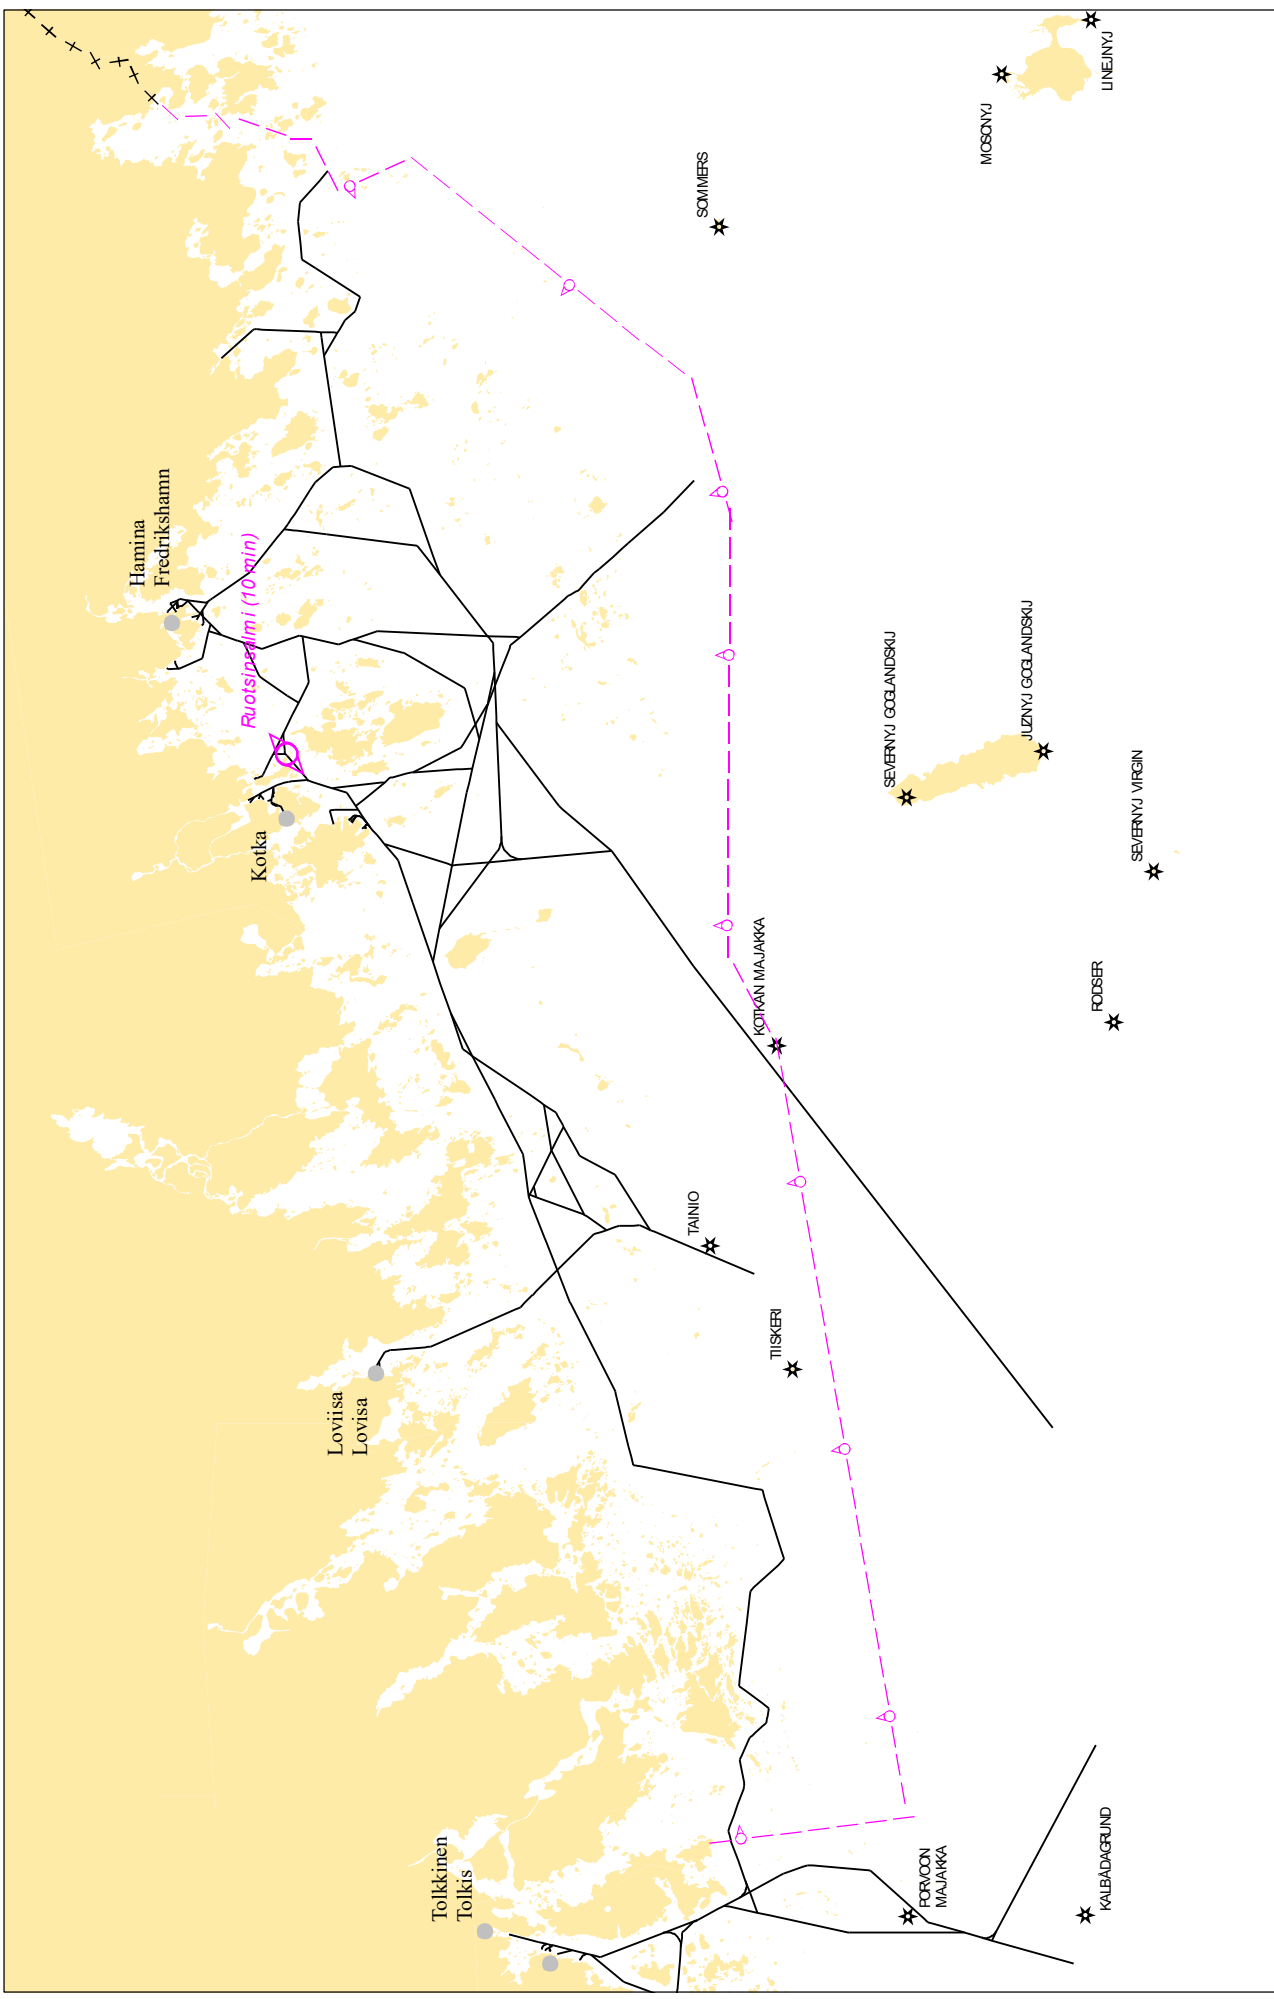 Hamina
Fredrikshamn
Ruotsinsalmi (10 min)
Kotka
Loviisa
Lovisa
Tolkkinen
Tolkis
LINEJNYJ
MOSCNYJ
SOMMERS
SEVERNYJ GOGLANDSKIJ
JUZNYJ GOGLANDSKIJ
SEVERNYJ VIRGIN
KOTKAN MAJAKKA
RODSER
TAINIO
TIISKERI
PORVOON
MAJAKKA
KALBÅDAGRUND